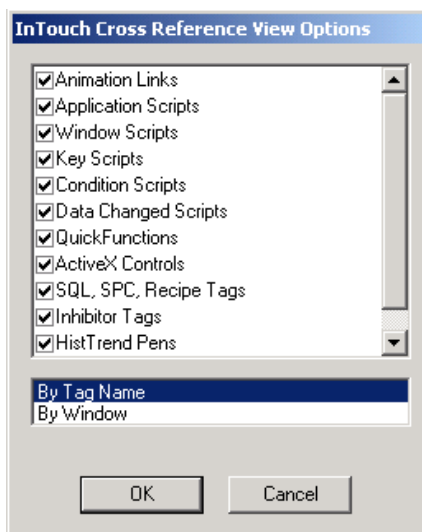 InTouch Cross Reference View Options
Animation Links
Application Scripts
Window Scripts
Key Scripts
Condition Scripts
Data Changed Scripts
QuickFunctions
ActiveX Controls
SQL, SPC, Recipe Tags
Inhibitor Tags
HistTrend Pens
By Tag Name
By Window
OK
Cancel